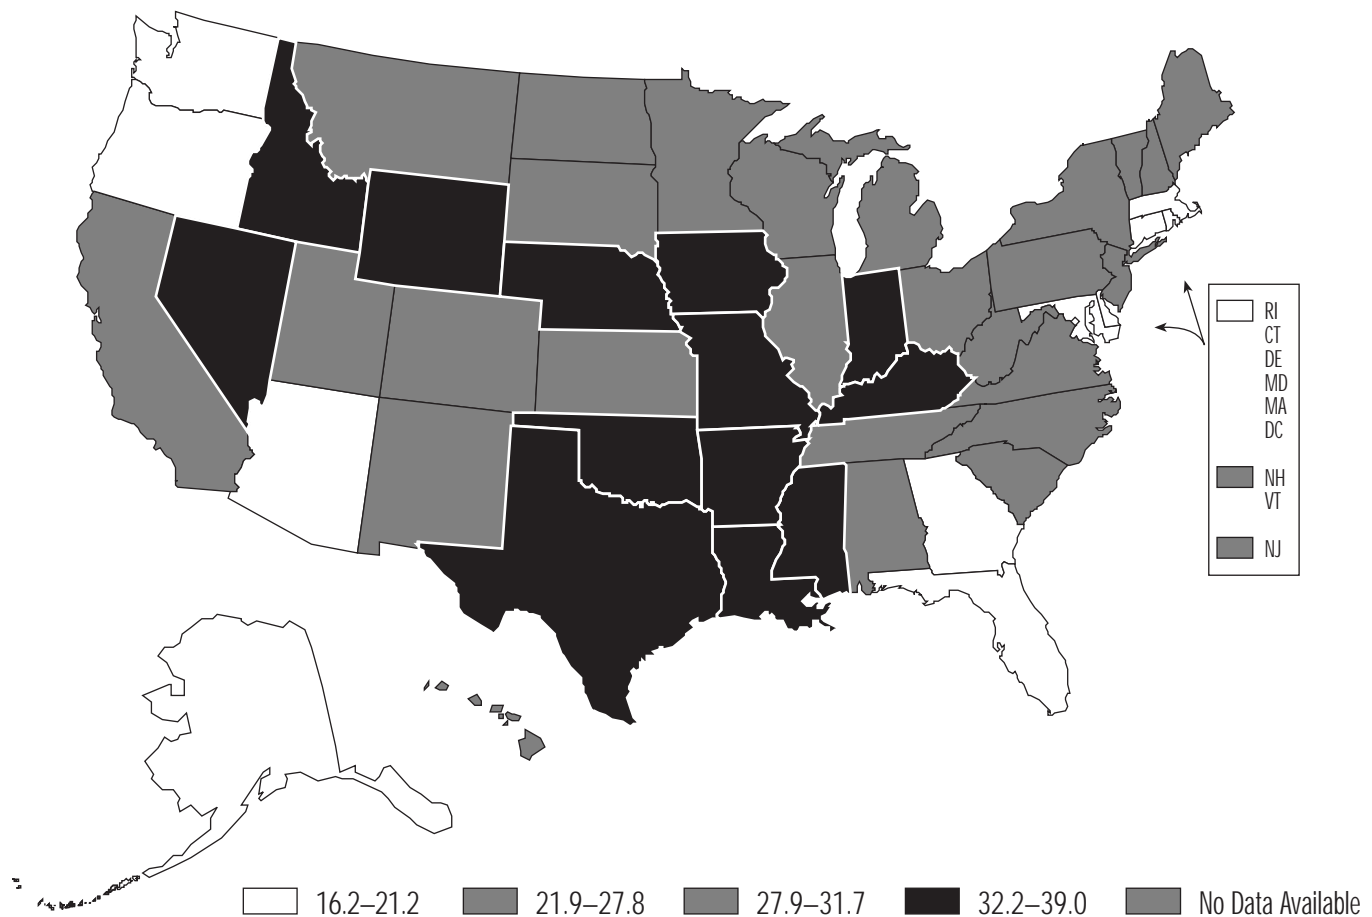 RI
CT
DE
MD
MA
DC
NH
VT
NJ
16.2–21.2
21.9–27.8
27.9–31.7
32.2–39.0
No Data Available